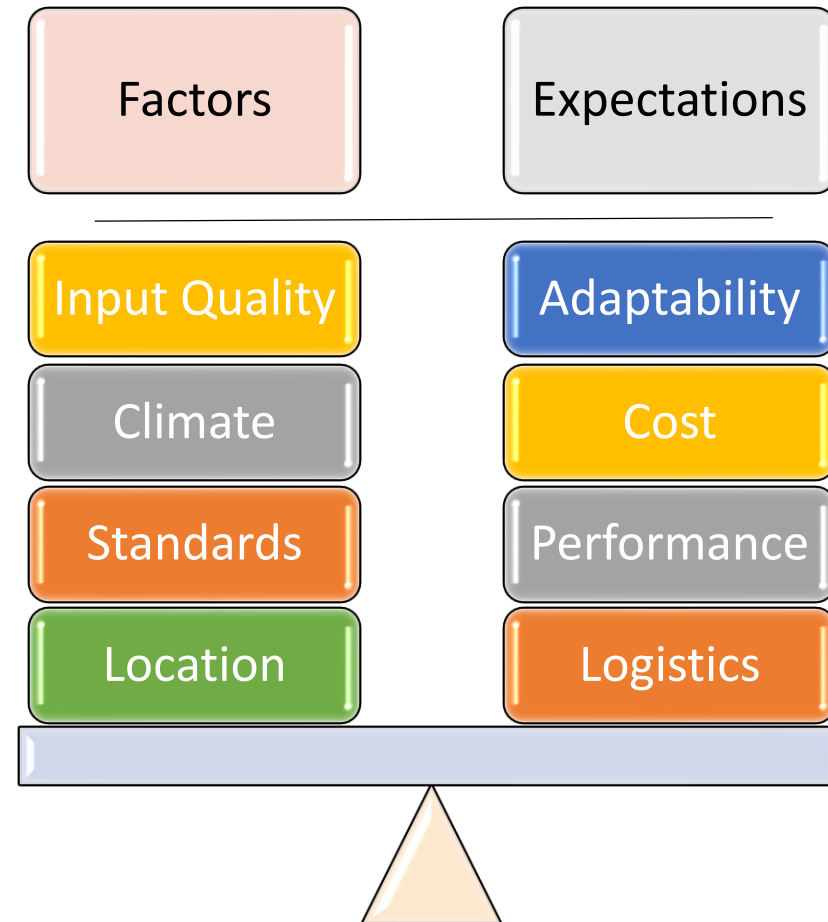 Factors
Expectations
Input Quality
Adaptability
Climate
Cost
Standards
Performance
Location
Logistics